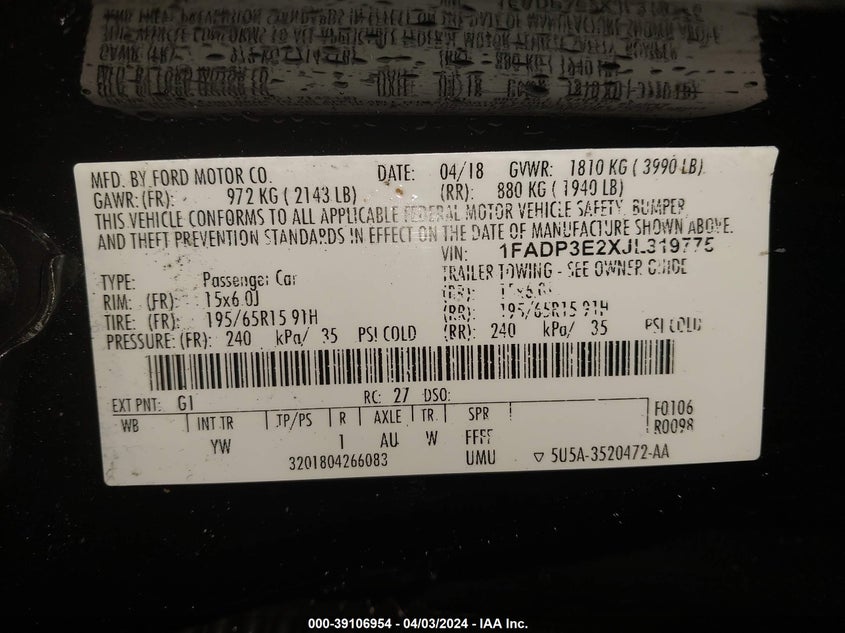 MFD. BY FORD MOTOR CO. DATE: 04/18 GVWR: 1810 KG ( 3990 LB)
GAWR: (FR): 972 KG ( 2143 LB) (RR): 880 KG ( 1940 LB)
THIS VEHICLE CONFORMS TO ALL APPLICABLE FEDERAL MOTOR VEHICLE SAFETY, BUMPER,
AND THEFT PREVENTION STANDARDS IN EFFECT ON THE DATE OF MANUFACTURE SHOWN ABOVE.
VIN: 1FADP3E2XJL319775
TYPE: Passenger Car TRAILER TOWING - SEE OWNER GUIDE
RIM: (FR): 15x6.0J (RR): 15x6.0J
TIRE: (FR): 195/65R15 91H (RR): 195/65R15 91H
PRESSURE: (FR): 240 kPa/ 35 PSI COLD (RR): 240 kPa/ 35 PSI COLD
EXT PNT: G1 RC: 27 DSO:
WB INT TR TP/PS R AXLE TR SPR F0106
YW 1 AU W FFFF R0098
3201804266083 UMU ▽ 5U5A-3520472-AA
000-39106954 - 04/03/2024 - IAA Inc.